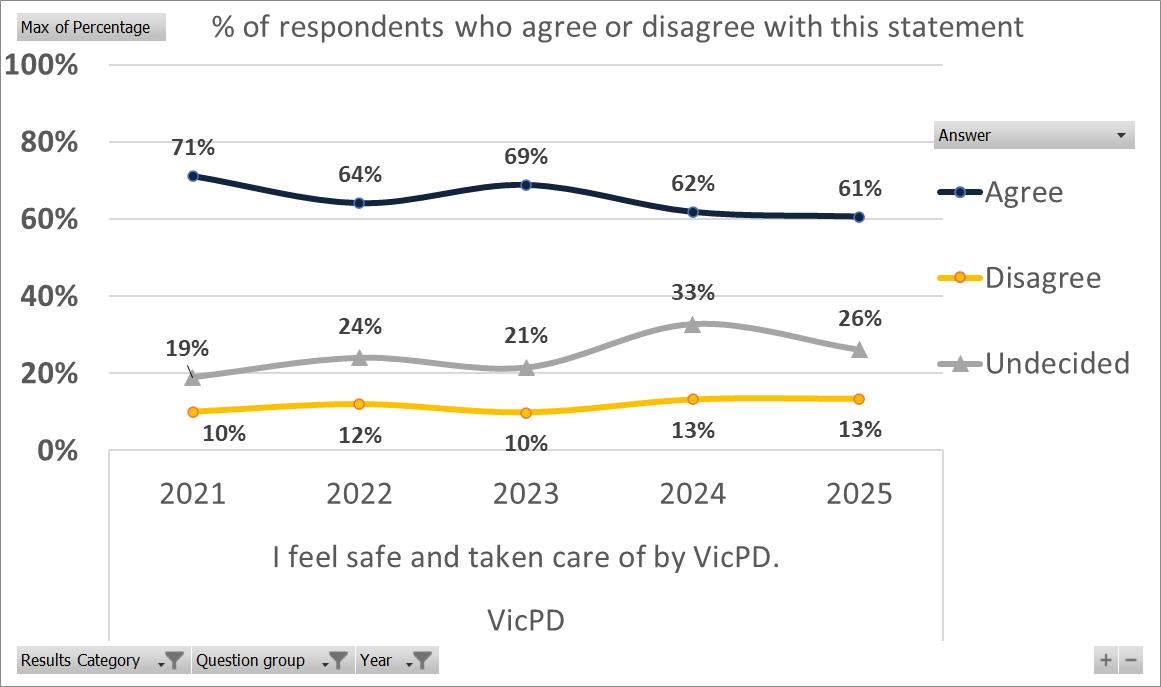 Max of Percentage
% of respondents who agree or disagree with this statement
100%
80%
60%
40%
20%
0%
71%
64%
69%
62%
61%
19%
24%
21%
33%
26%
10%
12%
10%
13%
13%
Answer
Agree
Disagree
Undecided
2021 2022 2023 2024 2025
I feel safe and taken care of by VicPD.
VicPD
Results Category Question group Year
+ −